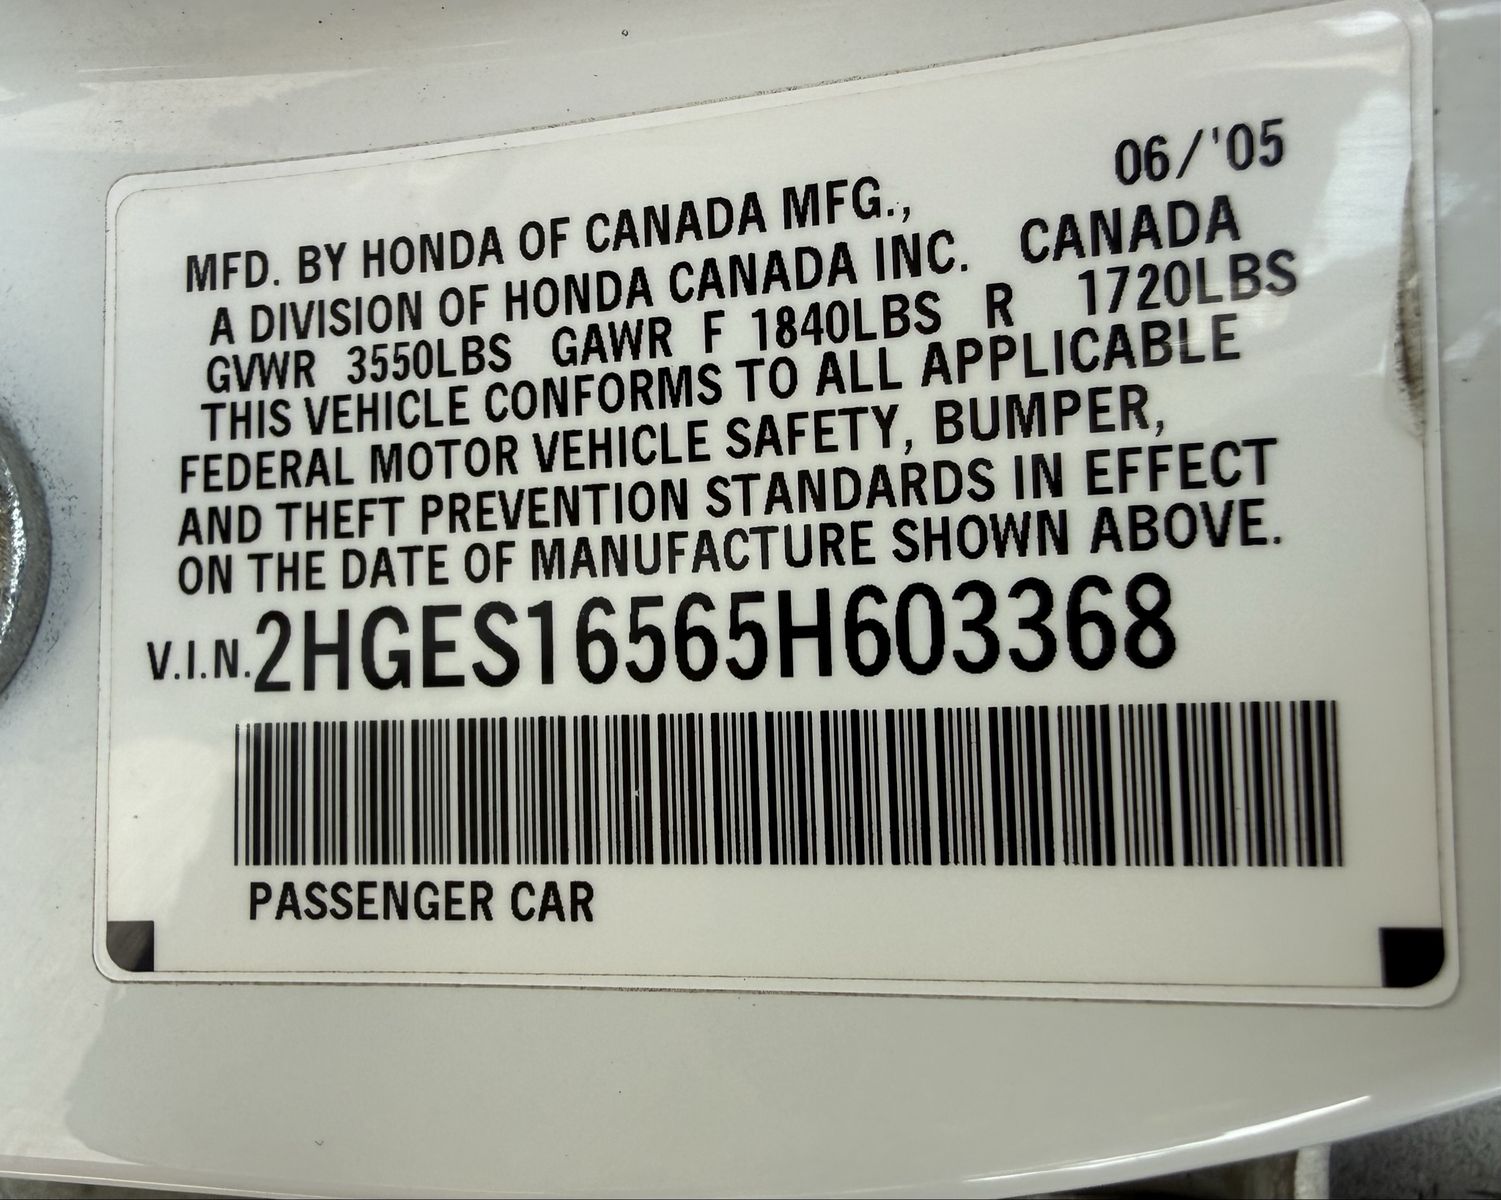 06/'05
MFD. BY HONDA OF CANADA MFG.,
A DIVISION OF HONDA CANADA INC. CANADA
GVWR 3550LBS GAWR F 1840LBS R 1720LBS
THIS VEHICLE CONFORMS TO ALL APPLICABLE
FEDERAL MOTOR VEHICLE SAFETY, BUMPER,
AND THEFT PREVENTION STANDARDS IN EFFECT
ON THE DATE OF MANUFACTURE SHOWN ABOVE.
V.I.N. 2HGES16565H603368
PASSENGER CAR